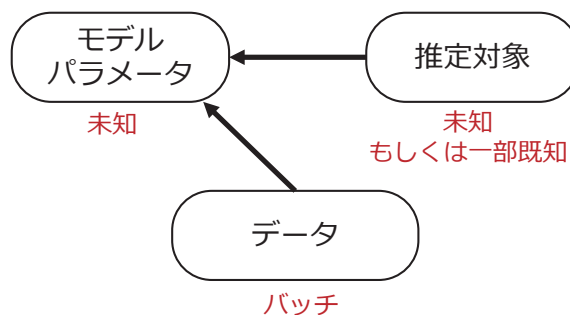 モデル
パラメータ
未知
推定対象
未知
もしくは一部既知
データ
バッチ